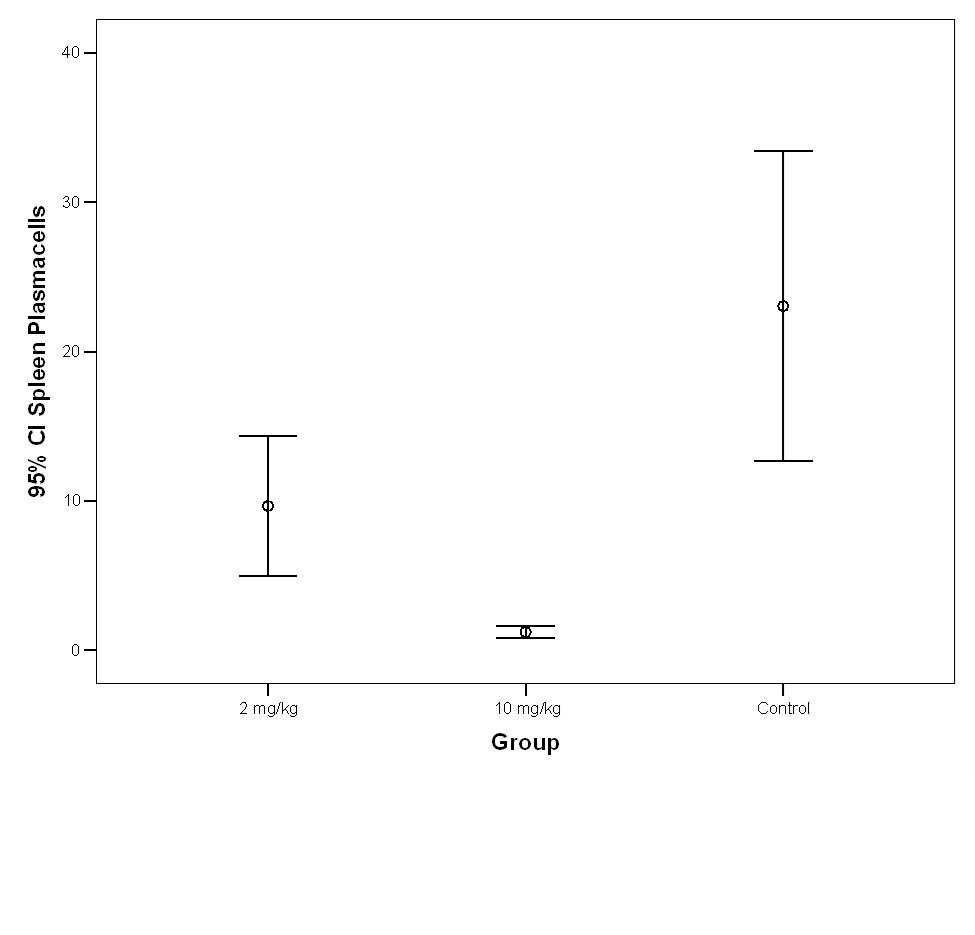 95% CI Spleen Plasmacells
40
30
20
10
0
2 mg/kg
10 mg/kg
Control
Group